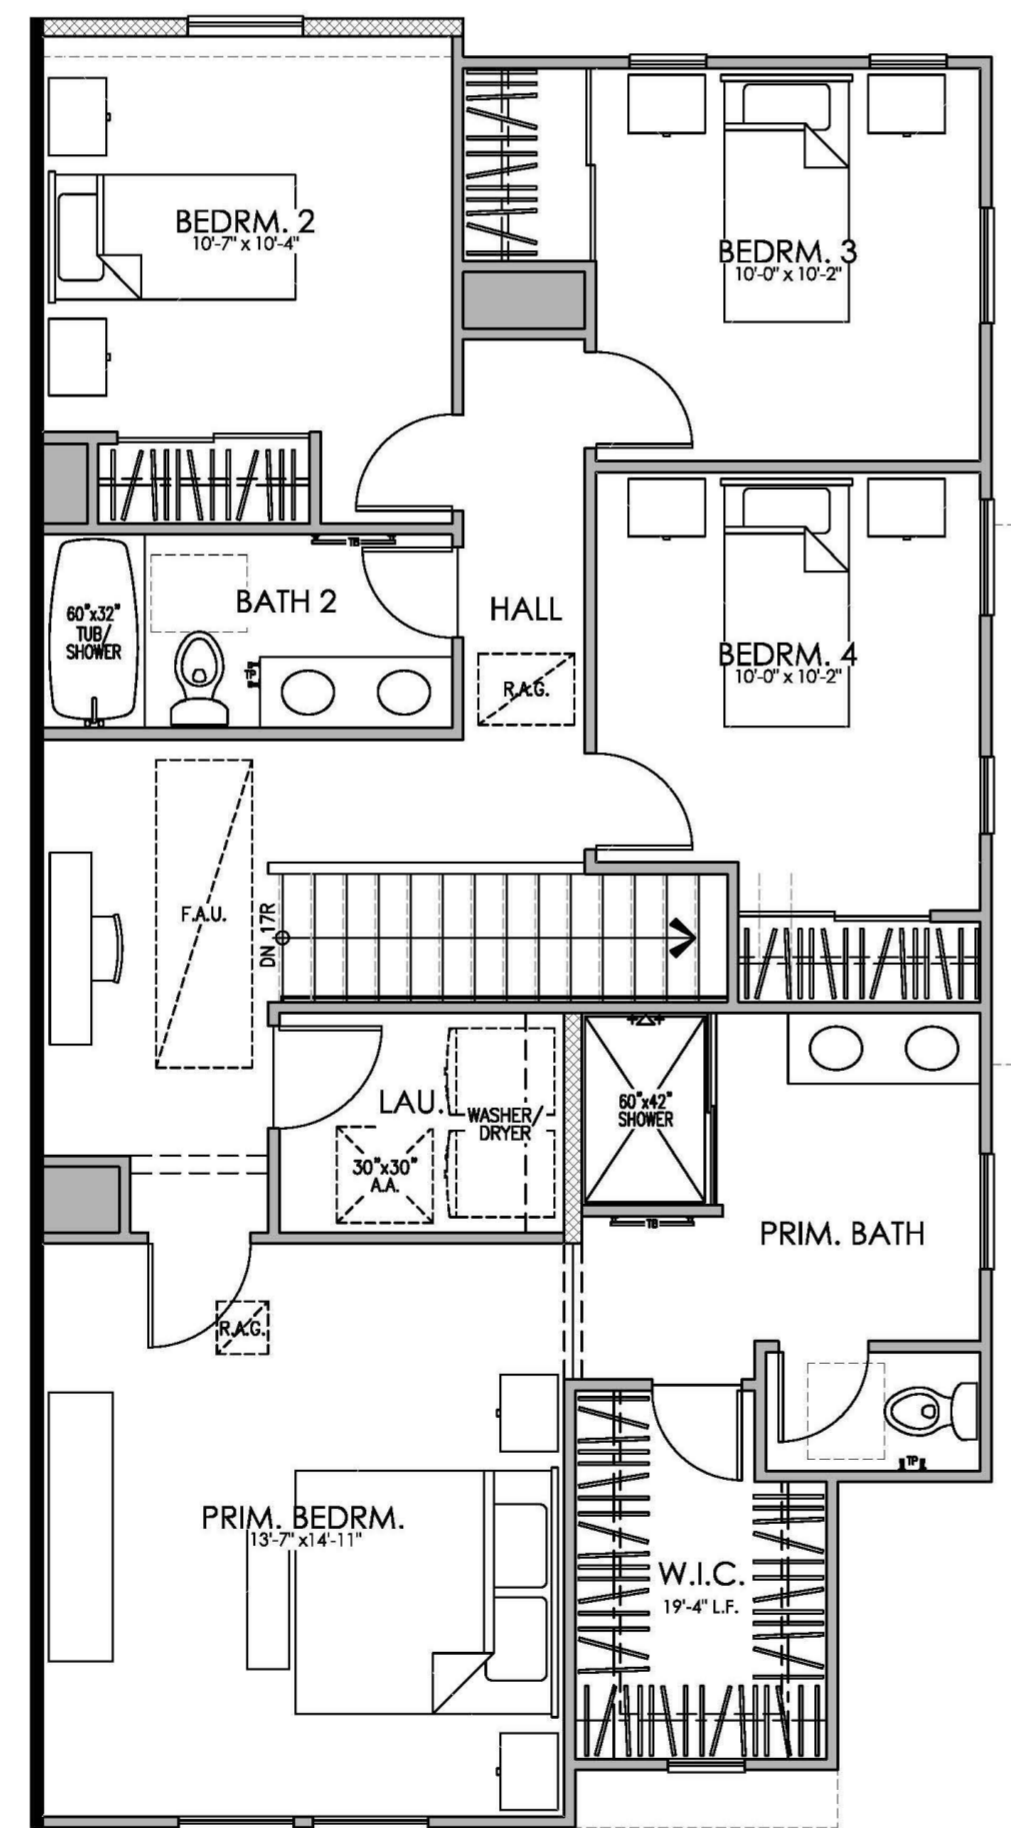 BEDRM. 2
10'-7" x 10'-4"
BEDRM. 3
10'-0" x 10'-2"
TB
BATH 2
60"x32"
TUB/
SHOWER
TP
HALL
R.A.G.
BEDRM. 4
10'-0" x 10'-2"
F.A.U.
DN 17R
LAU.
WASHER/
DRYER
30"x30"
A.A.
60"x42"
SHOWER
TB
PRIM. BATH
R.A.G.
TP
PRIM. BEDRM.
13'-7" x14'-11"
W.I.C.
19'-4" L.F.